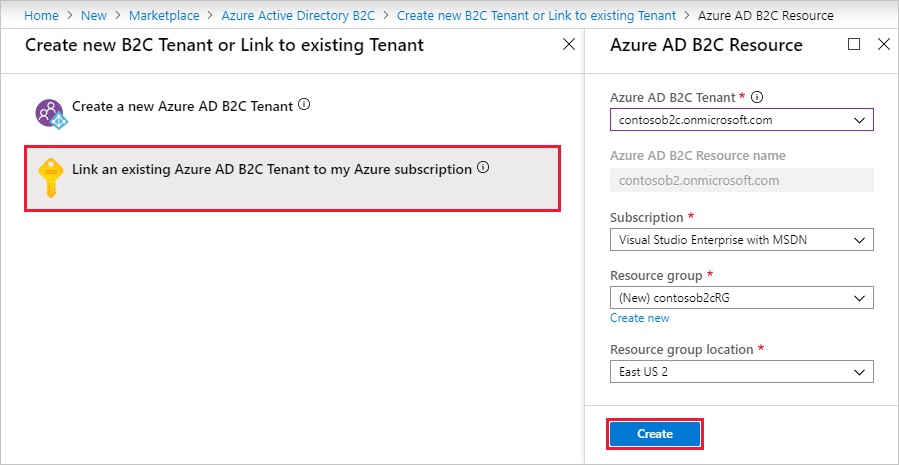 Home > New > Marketplace > Azure Active Directory B2C > Create new B2C Tenant or Link to existing Tenant > Azure AD B2C Resource
Create new B2C Tenant or Link to existing Tenant
Create a new Azure AD B2C Tenant
Link an existing Azure AD B2C Tenant to my Azure subscription
Azure AD B2C Resource
Azure AD B2C Tenant *
contosob2c.onmicrosoft.com
Azure AD B2C Resource name
contosob2.onmicrosoft.com
Subscription *
Visual Studio Enterprise with MSDN
Resource group *
(New) contosob2cRG
Create new
Resource group location *
East US 2
Create